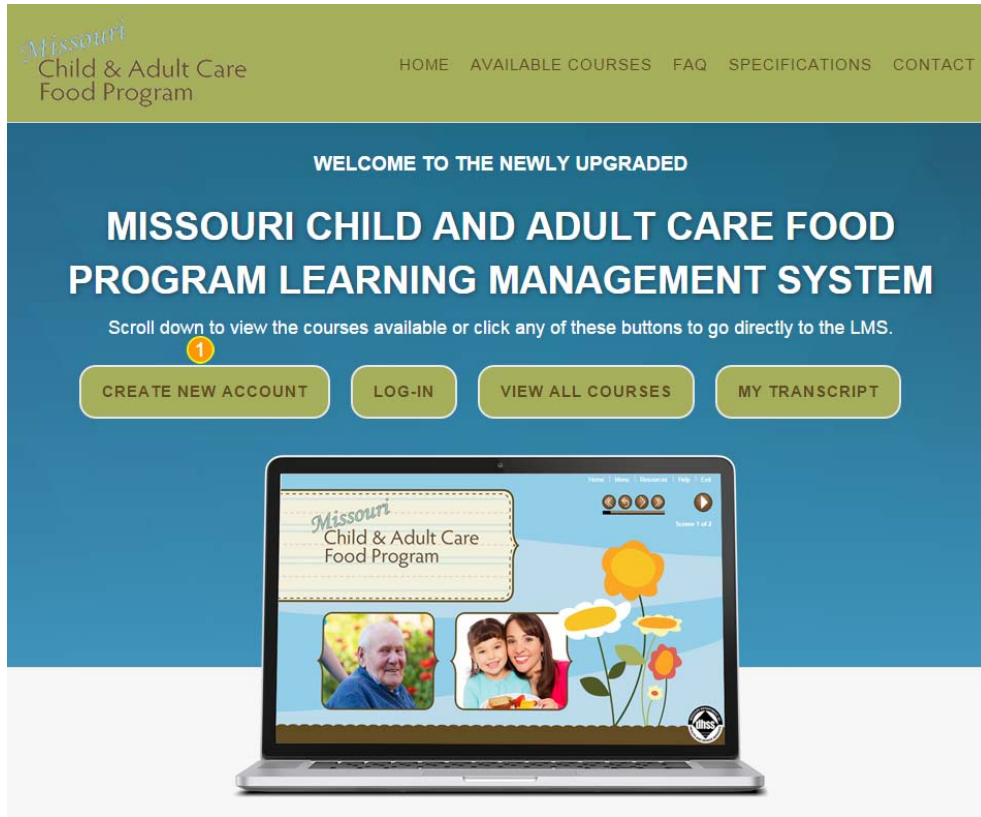 Missouri
Child & Adult Care
Food Program
HOME AVAILABLE COURSES FAQ SPECIFICATIONS CONTACT
WELCOME TO THE NEWLY UPGRADED
MISSOURI CHILD AND ADULT CARE FOOD
PROGRAM LEARNING MANAGEMENT SYSTEM
Scroll down to view the courses available or click any of these buttons to go directly to the LMS.
1
CREATE NEW ACCOUNT LOG-IN VIEW ALL COURSES MY TRANSCRIPT
Home | Menu | Resources | Help | Exit
Screen 1 of 2
Missouri
Child & Adult Care
Food Program
dhss